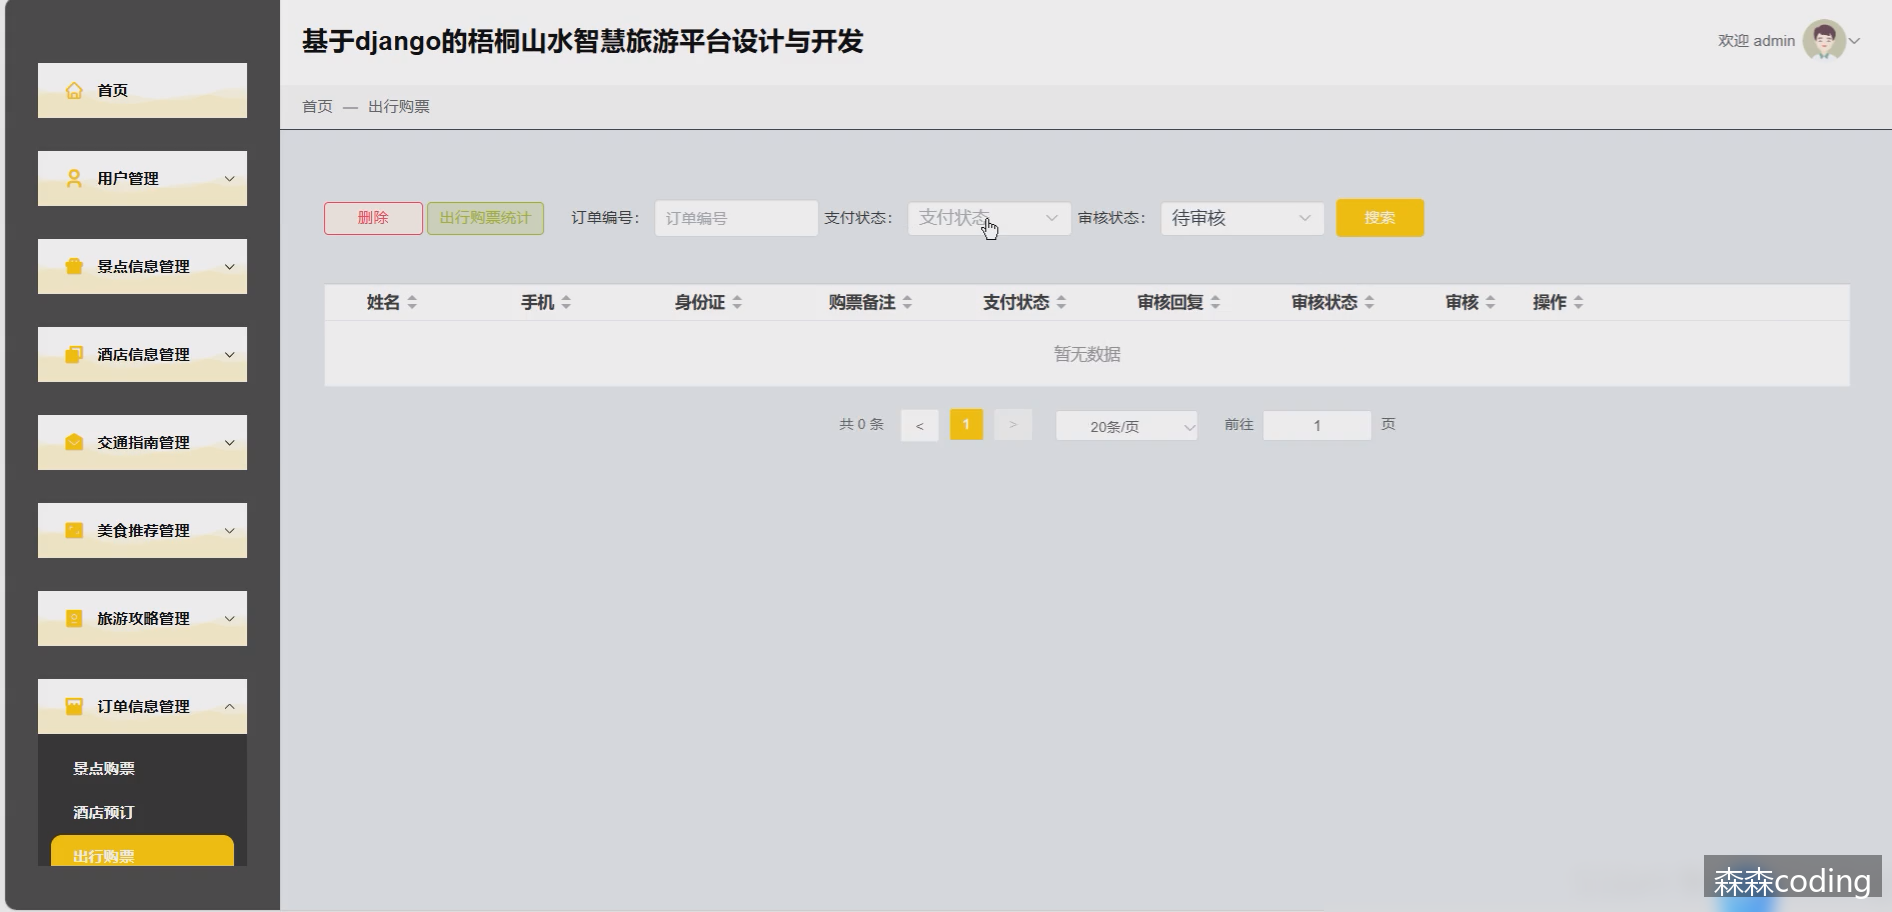 基于django的梧桐山水智慧旅游平台设计与开发
欢迎 admin
首页 — 出行购票
首页
用户管理
景点信息管理
酒店信息管理
交通指南管理
美食推荐管理
旅游攻略管理
订单信息管理
景点购票
酒店预订
出行购票
删除 出行购票统计 订单编号： 订单编号 支付状态： 支付状态 审核状态： 待审核 搜索
姓名 手机 身份证 购票备注 支付状态 审核回复 审核状态 审核 操作
暂无数据
共 0 条 < 1 > 20条/页 前往 1 页
森森coding